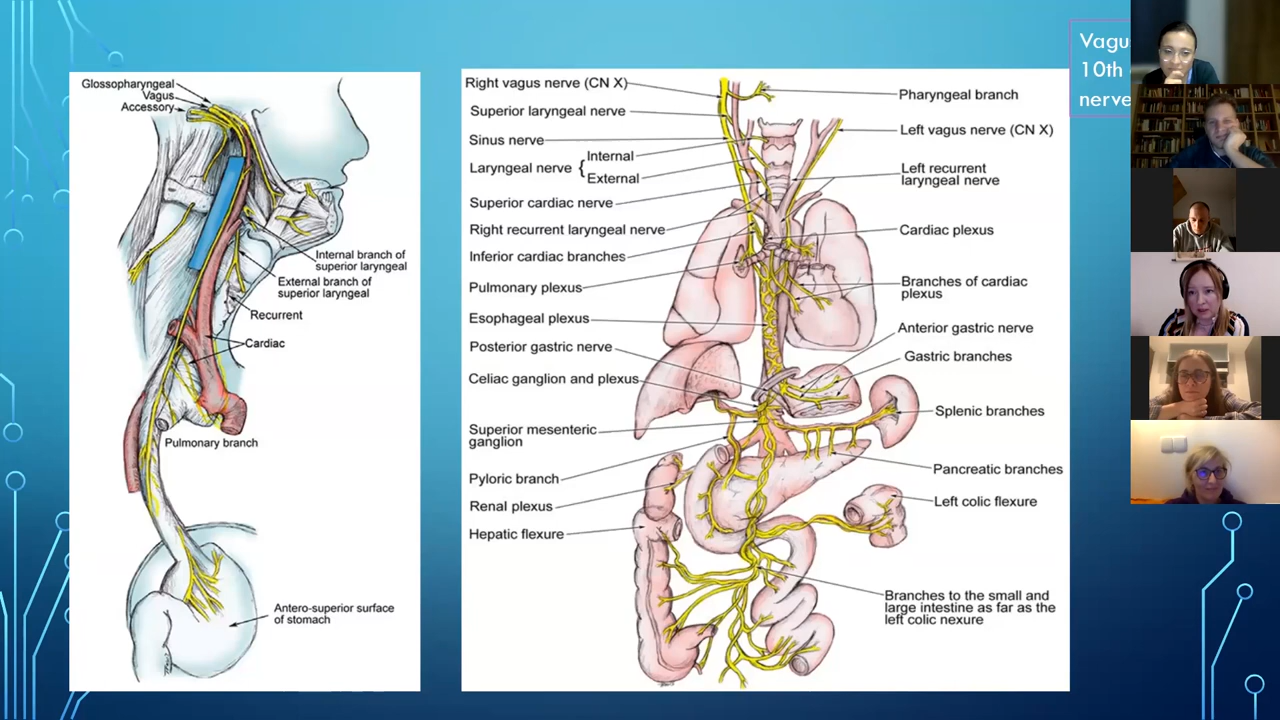 Glossopharyngeal
Vagus
Accessory
Internal branch of
superior laryngeal
External branch of
superior laryngeal
Recurrent
Cardiac
Pulmonary branch
Antero-superior surface
of stomach
Right vagus nerve (CN X)
Superior laryngeal nerve
Sinus nerve
Laryngeal nerve { Internal
External
Superior cardiac nerve
Right recurrent laryngeal nerve
Inferior cardiac branches
Pulmonary plexus
Esophageal plexus
Posterior gastric nerve
Celiac ganglion and plexus
Superior mesenteric
ganglion
Pyloric branch
Renal plexus
Hepatic flexure
Pharyngeal branch
Left vagus nerve (CN X)
Left recurrent
laryngeal nerve
Cardiac plexus
Branches of cardiac
plexus
Anterior gastric nerve
Gastric branches
Splenic branches
Pancreatic branches
Left colic flexure
Branches to the small and
large intestine as far as the
left colic nexure
Vagu
10th
nerve